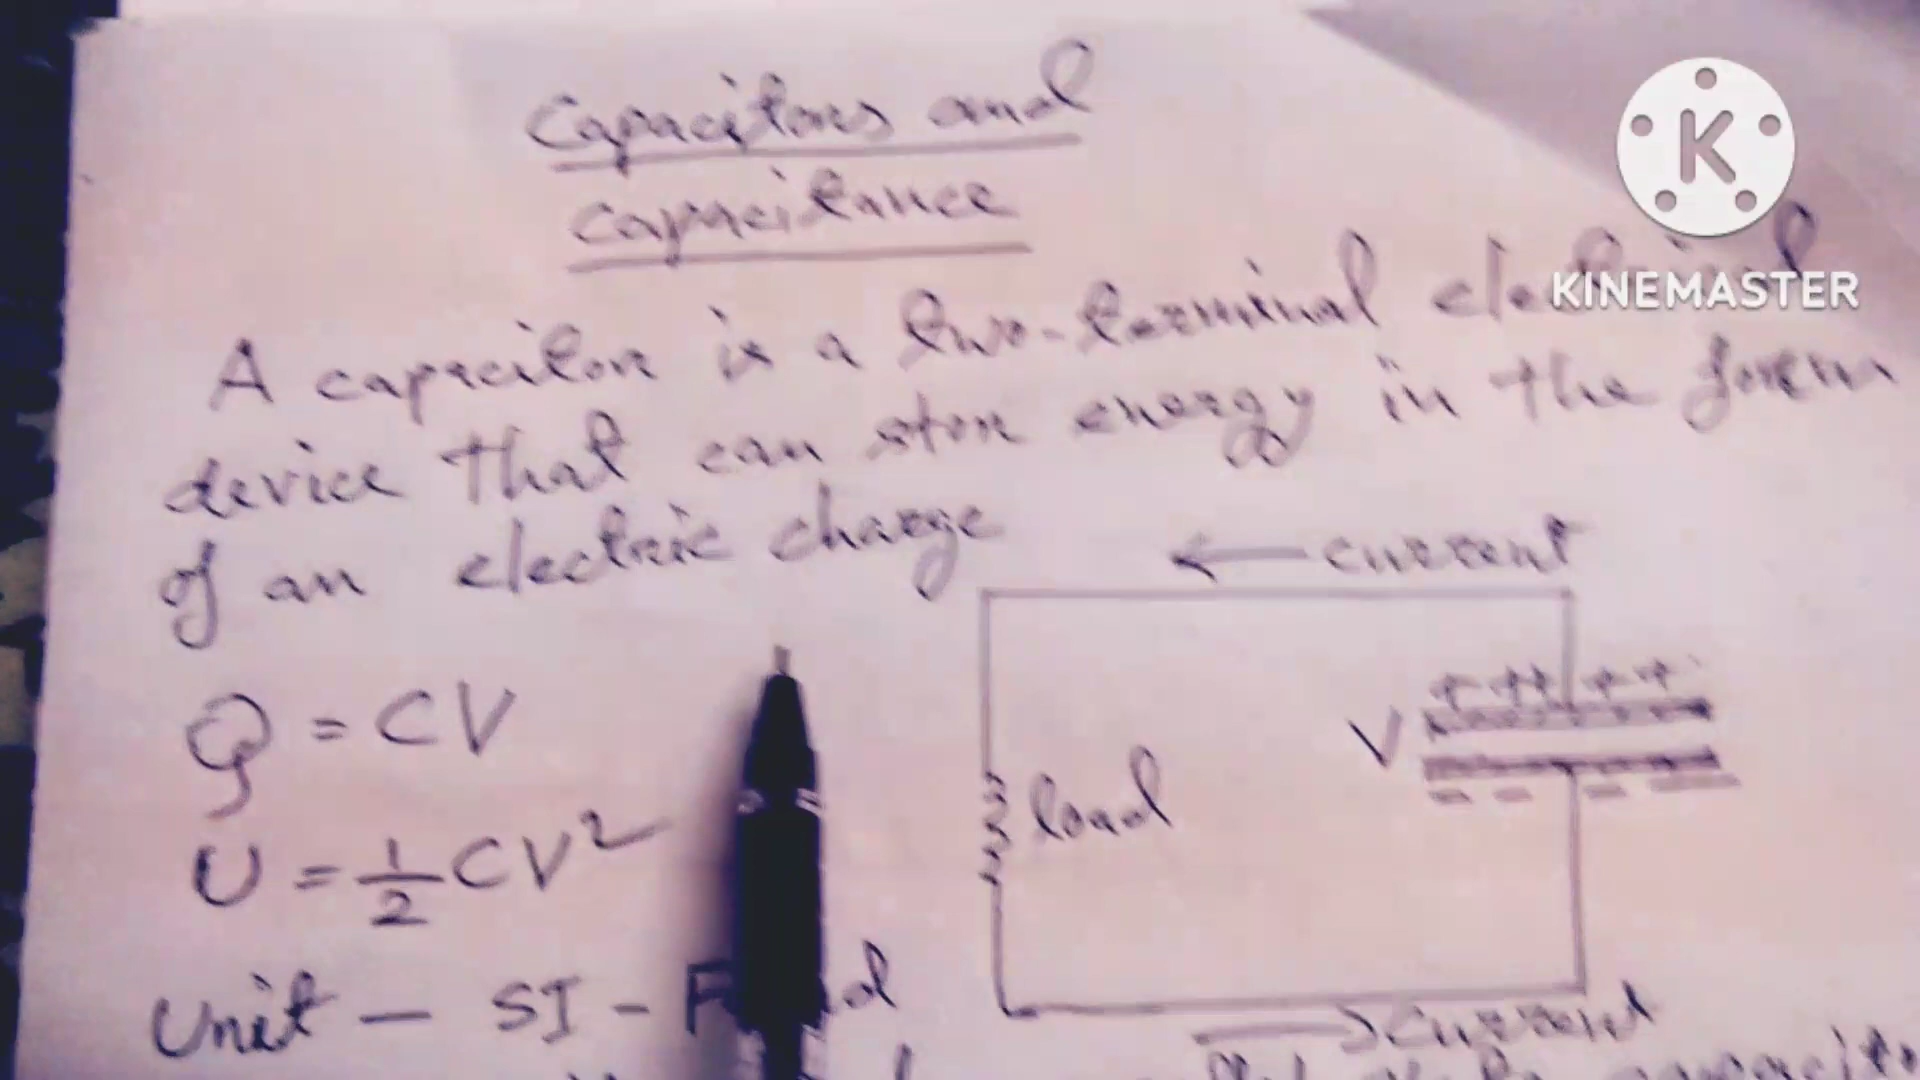 Capacitors and
capacitance
K
KINEMASTER
A capacitor is a two-terminal electrical
device that can store energy in the form
of an electric charge
← current
Q = CV
+ + + + +
V
- - - -
load
U = 1/2 CV²
Unit - SI - Farad
→ current